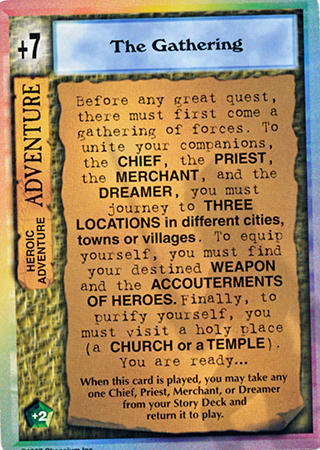 +7
The Gathering
HEROIC
ADVENTURE
ADVENTURE
Before any great quest,
there must first come a
gathering of forces. To
unite your companions,
the CHIEF, the PRIEST,
the MERCHANT, and the
DREAMER, you must
journey to THREE
LOCATIONS in different cities,
towns or villages. To equip
yourself, you must find
your destined WEAPON
and the ACCOUTERMENTS
OF HEROES. Finally, to
purify yourself, you
must visit a holy place
(a CHURCH or a TEMPLE).
You are ready...
When this card is played, you may take any
one Chief, Priest, Merchant, or Dreamer
from your Story Deck and
return it to play.
+2